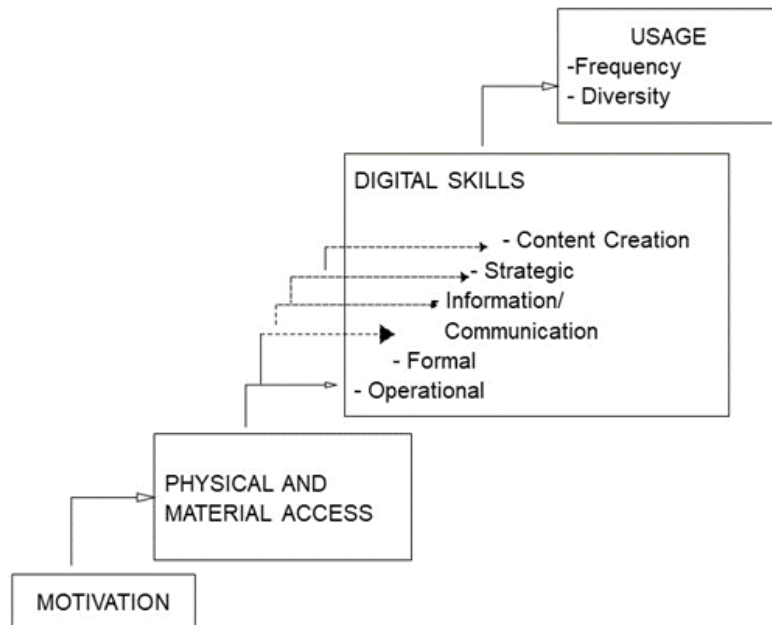 USAGE
-Frequency
- Diversity
DIGITAL SKILLS
- Content Creation
- Strategic
- Information/
Communication
- Formal
- Operational
PHYSICAL AND
MATERIAL ACCESS
MOTIVATION